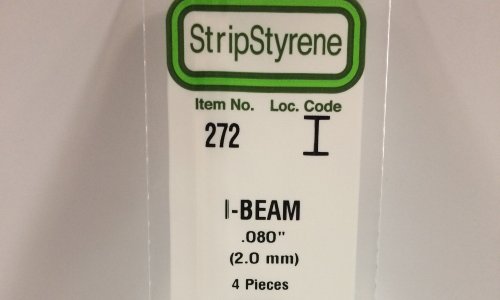 StripStyrene
Item No. Loc. Code
272 I
I-BEAM
.080"
(2.0 mm)
4 Pieces